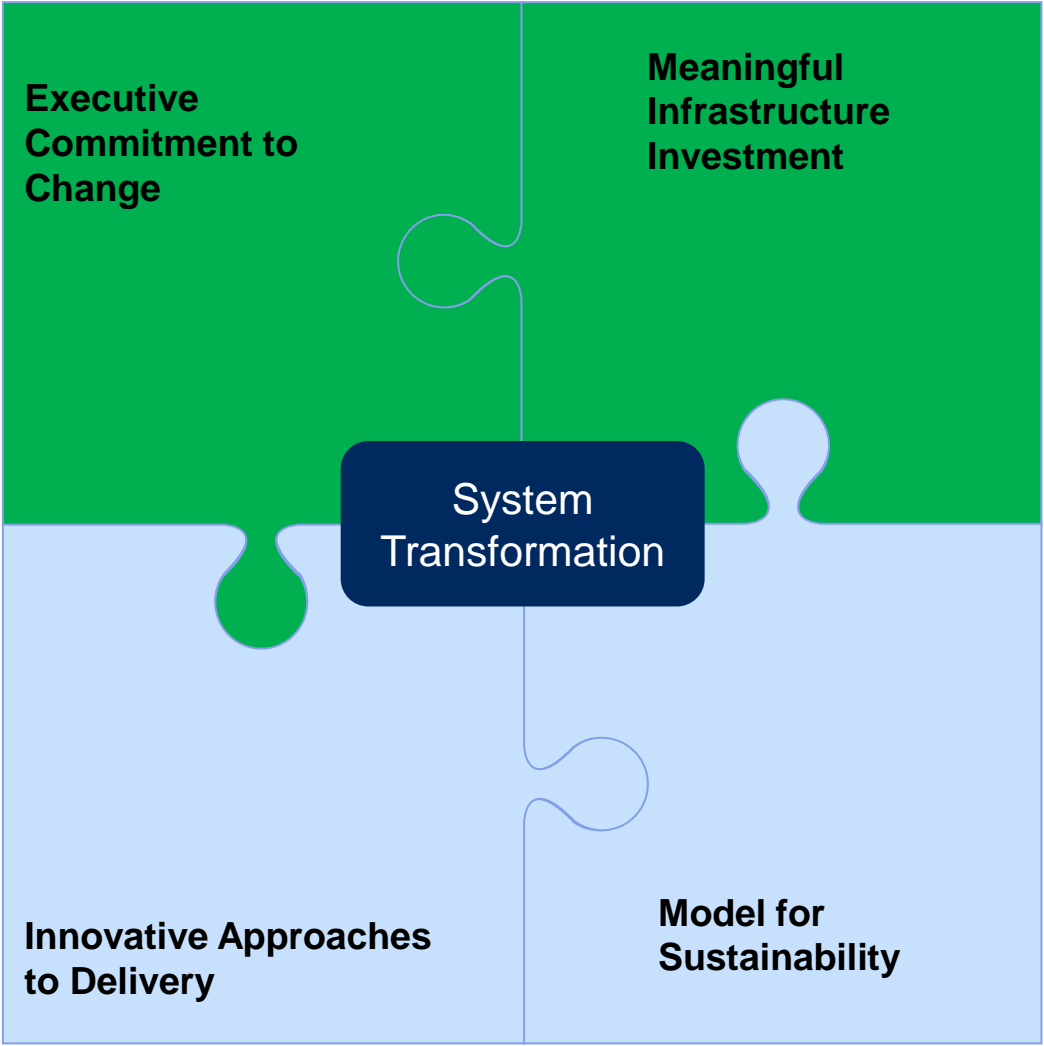 Executive
Commitment to
Change
Meaningful
Infrastructure
Investment
System
Transformation
Innovative Approaches
to Delivery
Model for
Sustainability